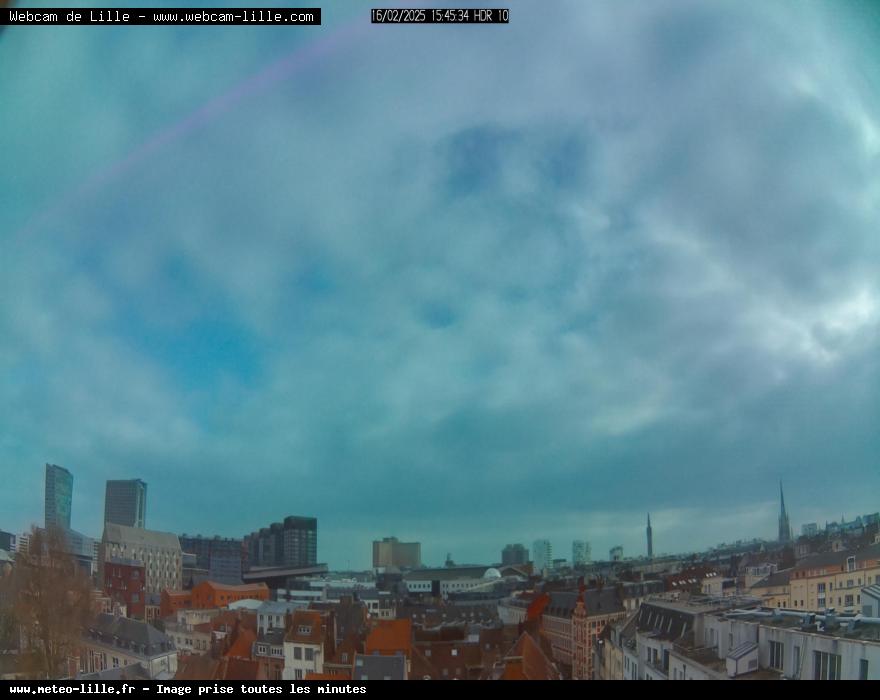 Webcam de Lille - www.webcam-lille.com
16/02/2025 15:45:34 HDR 10
www.meteo-lille.fr - Image prise toutes les minutes